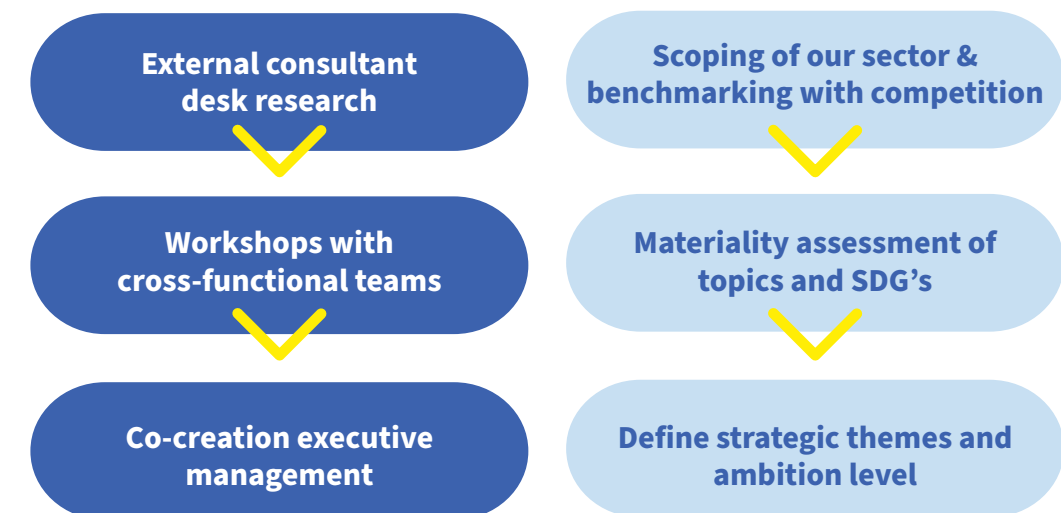 External consultant
desk research
Scoping of our sector &
benchmarking with competition
Workshops with
cross-functional teams
Materiality assessment of
topics and SDG’s
Co-creation executive
management
Define strategic themes and
ambition level